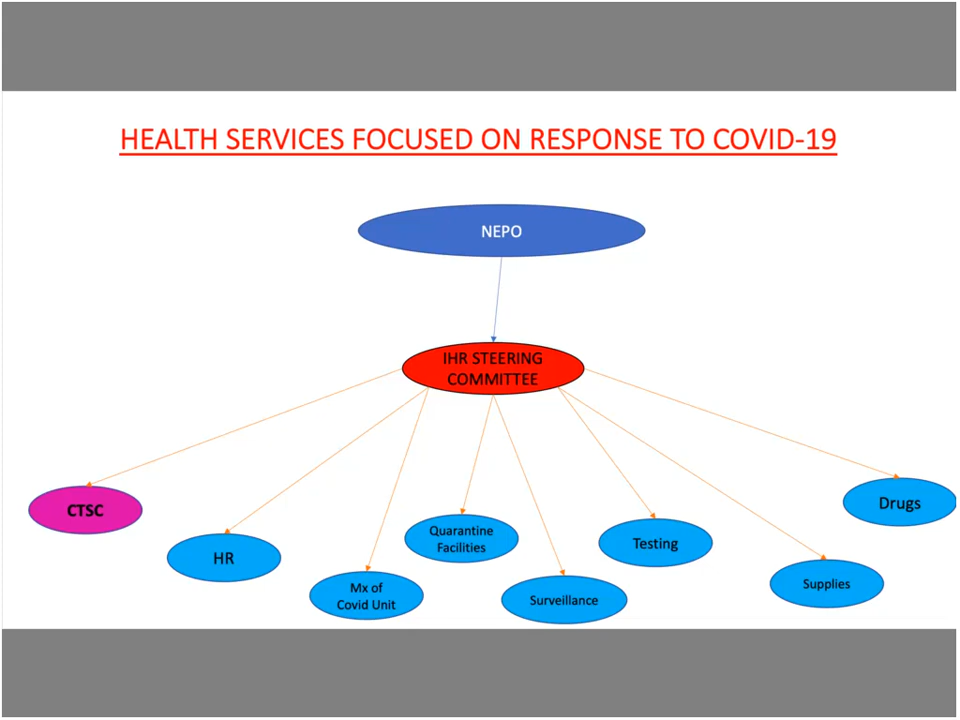 HEALTH SERVICES FOCUSED ON RESPONSE TO COVID-19
NEPO
IHR STEERING
COMMITTEE
CTSC
HR
Mx of
Covid Unit
Quarantine
Facilities
Surveillance
Testing
Supplies
Drugs